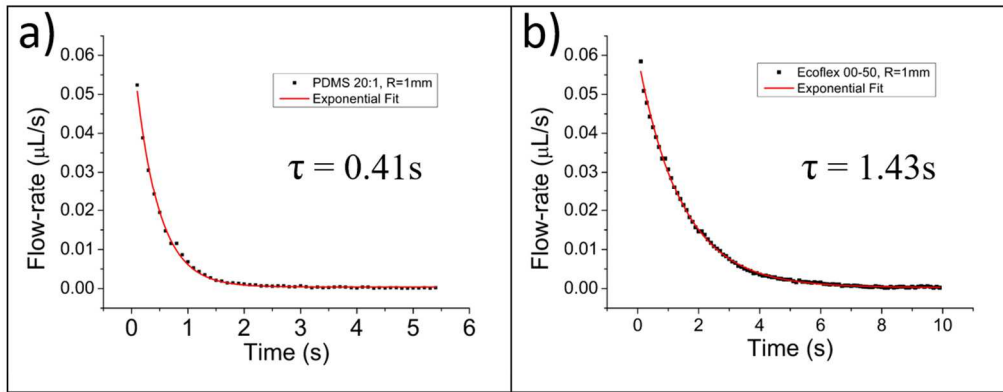 a)
0.06
0.05
0.04
0.03
0.02
0.01
0.00
Flow-rate (μL/s)
PDMS 20:1, R=1mm
Exponential Fit
τ = 0.41s
0 1 2 3 4 5 6
Time (s)
b)
0.06
0.05
0.04
0.03
0.02
0.01
0.00
Flow-rate (μL/s)
Ecoflex 00-50, R=1mm
Exponential Fit
τ = 1.43s
0 2 4 6 8 10
Time (s)